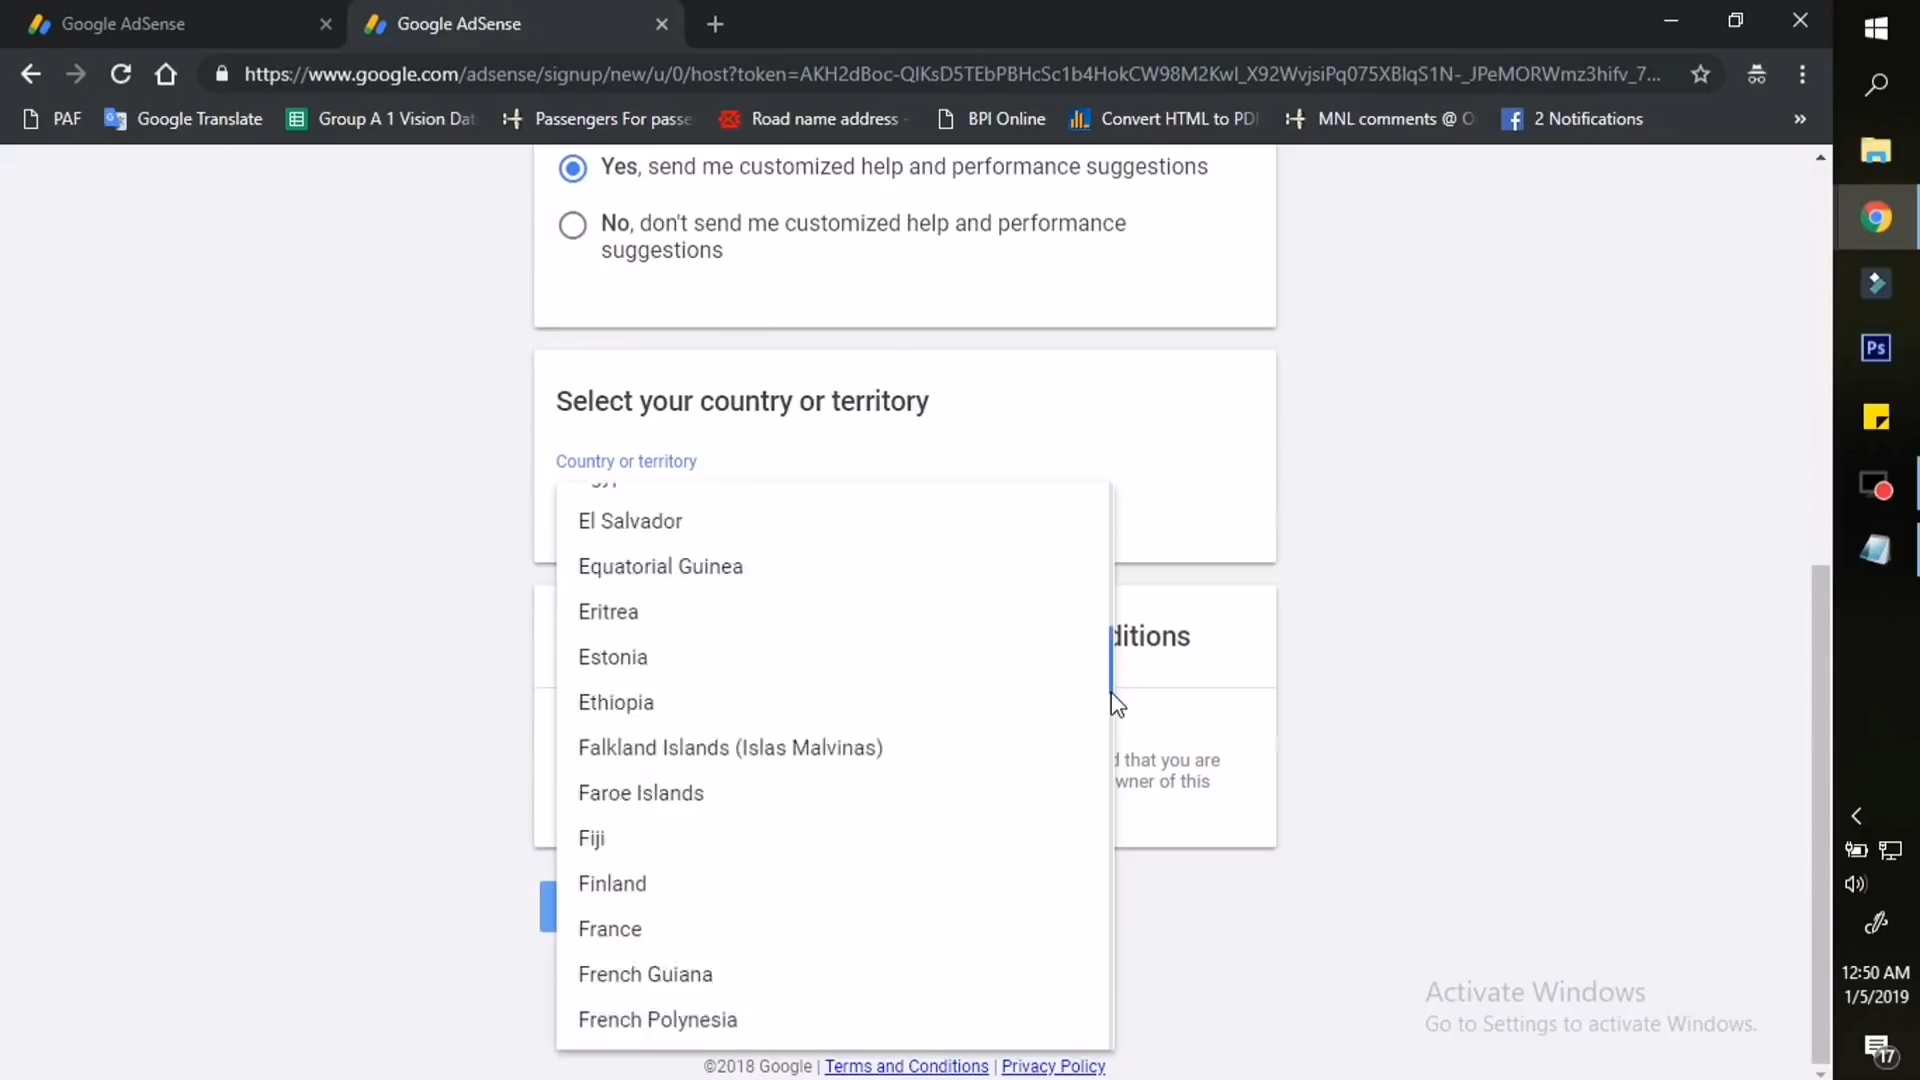 Google AdSense
Google AdSense
https://www.google.com/adsense/signup/new/u/0/host?token=AKH2dBoc-QIKsD5TEbPBHcSc1b4HokCW98M2KwI_X92WvjsiPq075XBIqS1N-_JPeMORWmz3hifv_7...
PAF
Google Translate
Group A 1 Vision Dat
Passengers For passe
Road name address -
BPI Online
Convert HTML to PDF
MNL comments @ O
2 Notifications
»
Yes, send me customized help and performance suggestions
No, don't send me customized help and performance
suggestions
Select your country or territory
Country or territory
El Salvador
Equatorial Guinea
Eritrea
Estonia
Ethiopia
Falkland Islands (Islas Malvinas)
Faroe Islands
Fiji
Finland
France
French Guiana
French Polynesia
ditions
d that you are
wner of this
©2018 Google | Terms and Conditions | Privacy Policy
Activate Windows
Go to Settings to activate Windows.
Ps
12:50 AM
1/5/2019
17